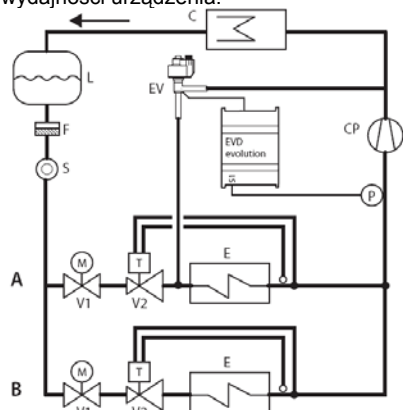 wydajności urządzenia.
C
L
EV
F
EVD
evolution
CP
S
S1
P
E
M
T
A
V1
V2
E
M
T
B
V1
V2